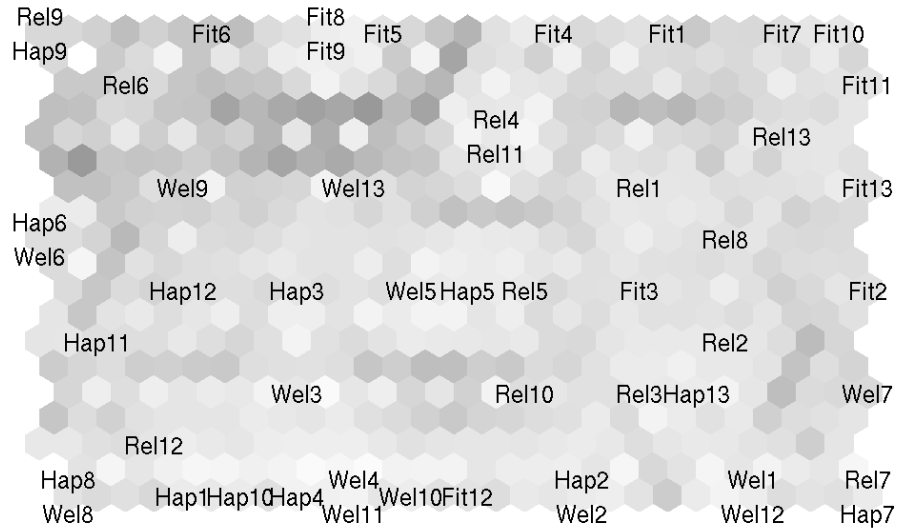 Rel9 Fit8
Fit6 Fit5 Fit4 Fit1 Fit7 Fit10
Hap9 Fit9
Rel6 Fit11
Rel4
Rel13
Rel11
Wel9 Wel13 Rel1 Fit13
Hap6
Rel8
Wel6
Hap12 Hap3 Wel5 Hap5 Rel5 Fit3 Fit2
Hap11 Rel2
Wel3 Rel10 Rel3 Hap13 Wel7
Rel12
Hap8 Wel4 Hap2 Wel1 Rel7
Hap1 Hap10 Hap4 Wel10 Fit12
Wel8 Wel11 Wel2 Wel12 Hap7